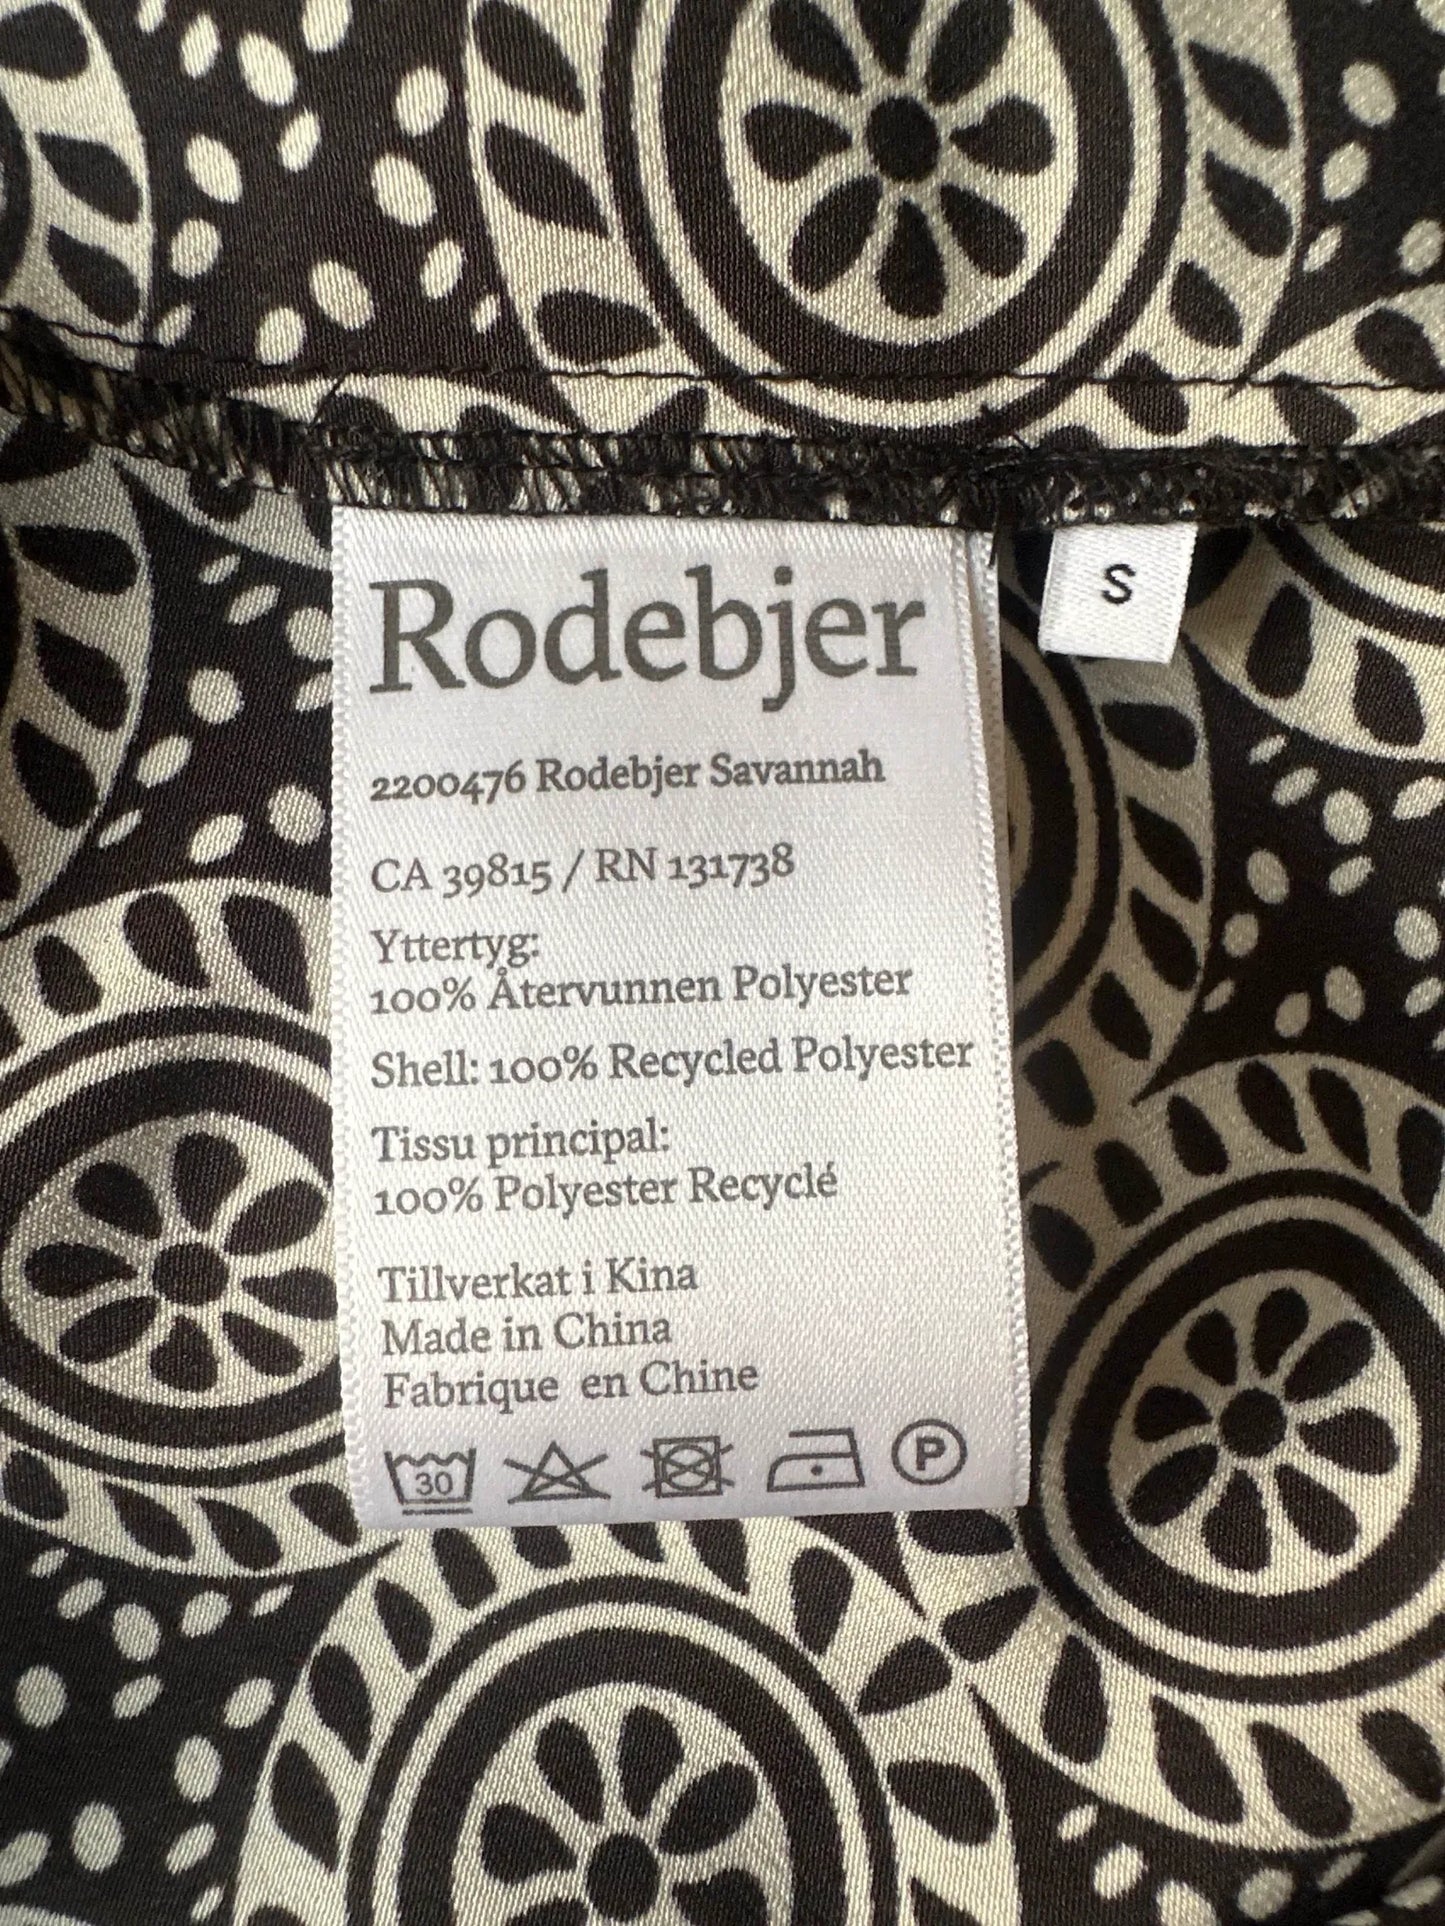 Rodebjer
S
2200476 Rodebjer Savannah
CA 39815 / RN 131738
Yttertyg:
100% Återvunnen Polyester
Shell: 100% Recycled Polyester
Tissu principal:
100% Polyester Recyclé
Tillverkat i Kina
Made in China
Fabrique en Chine
30
P